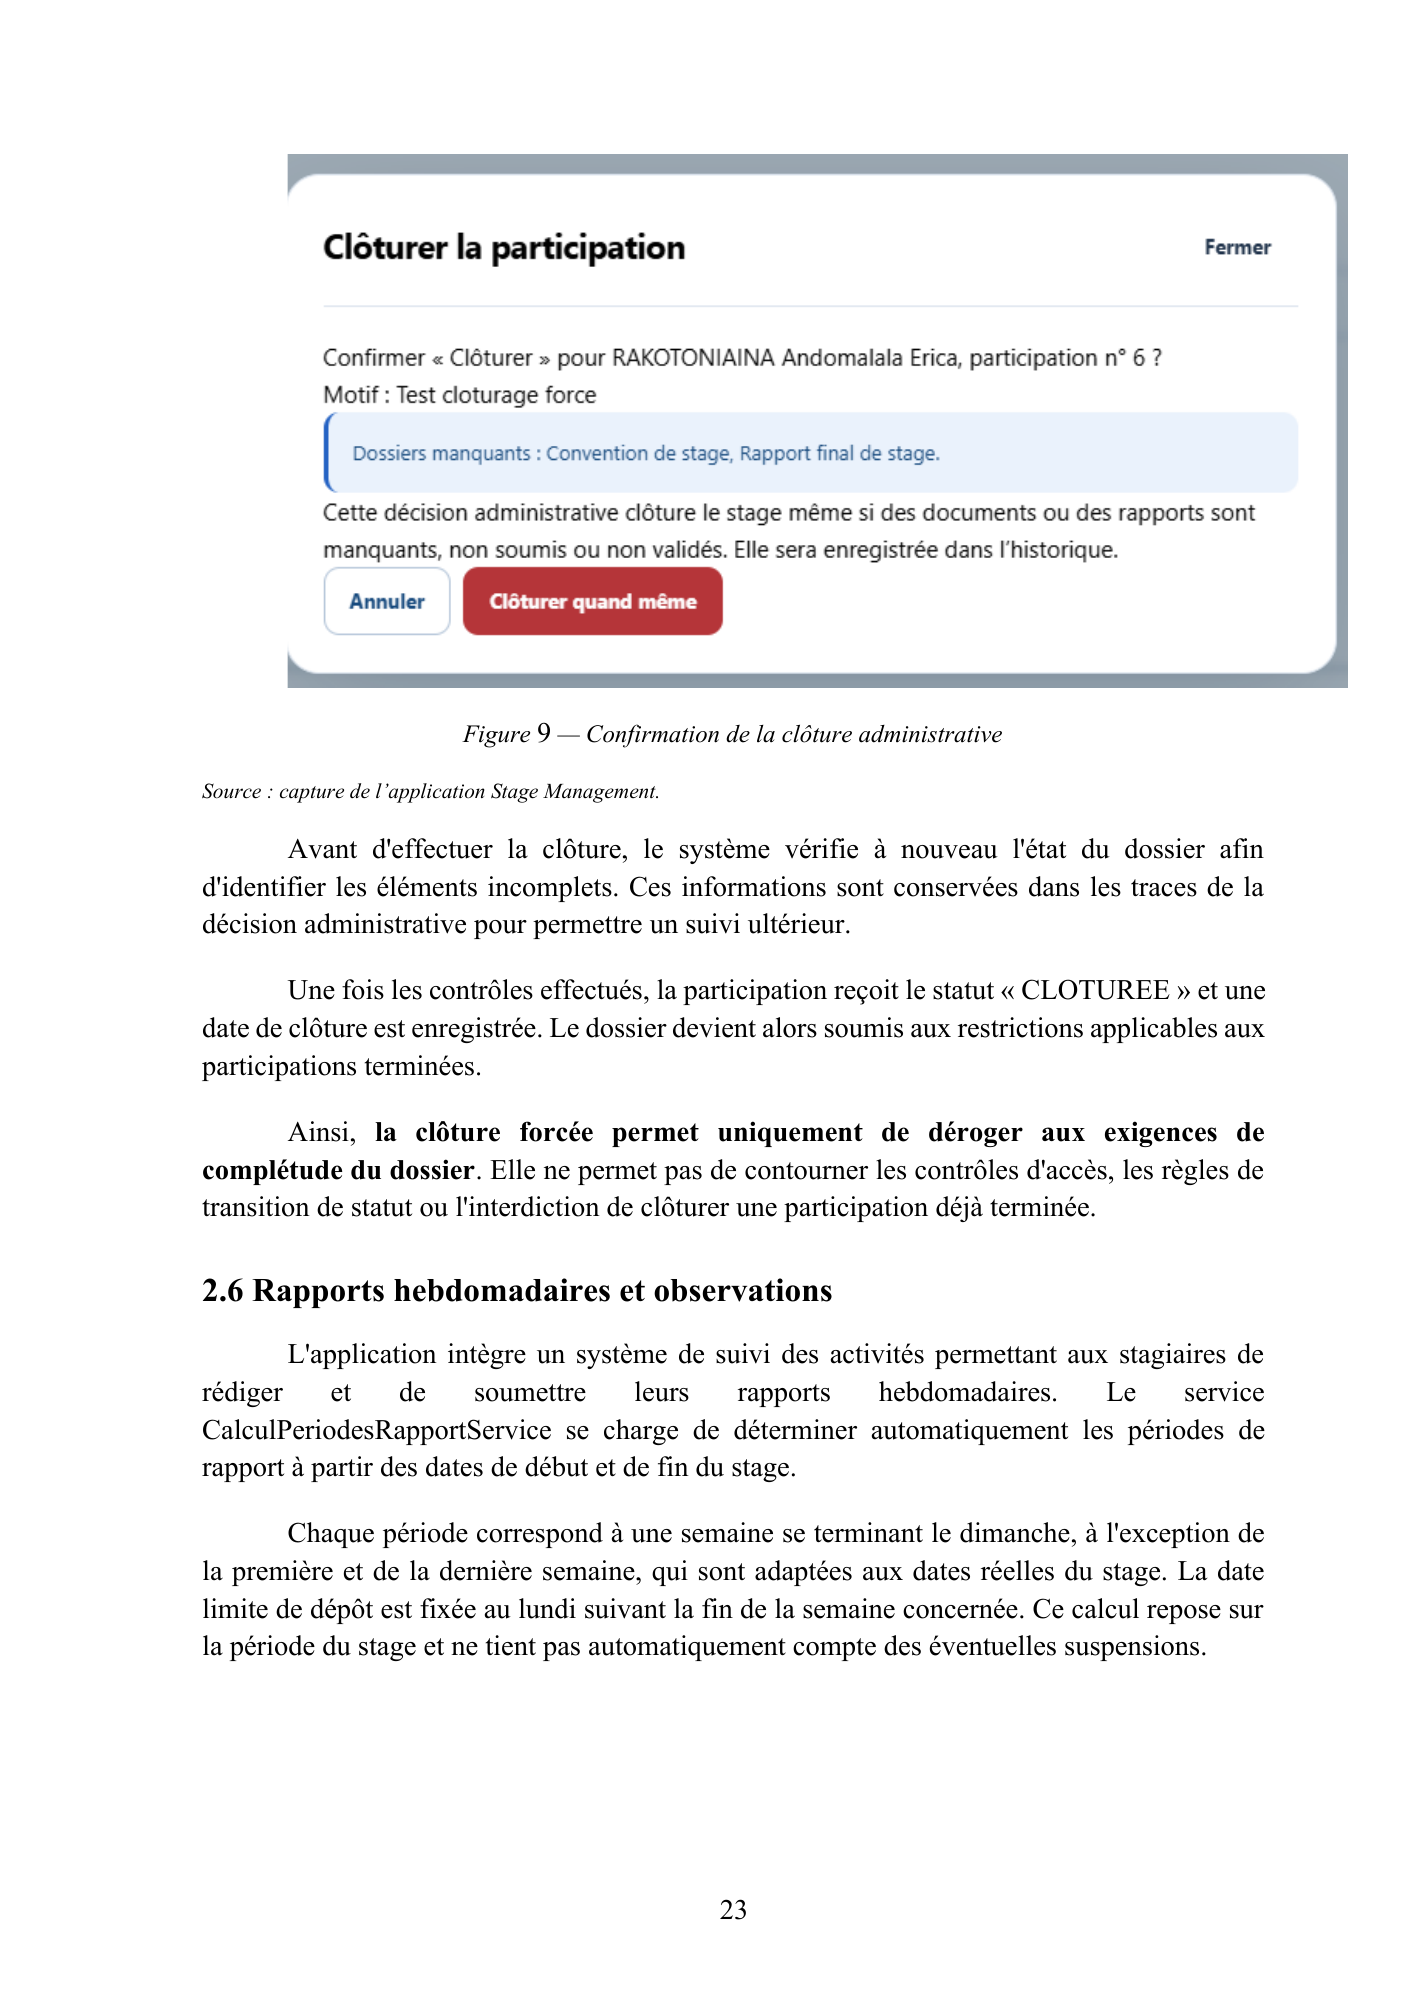 Clôturer la participation
Fermer
Confirmer « Clôturer » pour RAKOTONIAINA Andomalala Erica, participation n° 6 ?
Motif : Test cloturage force
Dossiers manquants : Convention de stage, Rapport final de stage.
Cette décision administrative clôture le stage même si des documents ou des rapports sont
manquants, non soumis ou non validés. Elle sera enregistrée dans l’historique.
Annuler
Clôturer quand même
Figure 9 — Confirmation de la clôture administrative
Source : capture de l’application Stage Management.
Avant d'effectuer la clôture, le système vérifie à nouveau l'état du dossier afin
d'identifier les éléments incomplets. Ces informations sont conservées dans les traces de la
décision administrative pour permettre un suivi ultérieur.
Une fois les contrôles effectués, la participation reçoit le statut « CLOTUREE » et une
date de clôture est enregistrée. Le dossier devient alors soumis aux restrictions applicables aux
participations terminées.
Ainsi, la clôture forcée permet uniquement de déroger aux exigences de
complétude du dossier. Elle ne permet pas de contourner les contrôles d'accès, les règles de
transition de statut ou l'interdiction de clôturer une participation déjà terminée.
2.6 Rapports hebdomadaires et observations
L'application intègre un système de suivi des activités permettant aux stagiaires de
rédiger et de soumettre leurs rapports hebdomadaires. Le service
CalculPeriodesRapportService se charge de déterminer automatiquement les périodes de
rapport à partir des dates de début et de fin du stage.
Chaque période correspond à une semaine se terminant le dimanche, à l'exception de
la première et de la dernière semaine, qui sont adaptées aux dates réelles du stage. La date
limite de dépôt est fixée au lundi suivant la fin de la semaine concernée. Ce calcul repose sur
la période du stage et ne tient pas automatiquement compte des éventuelles suspensions.
23